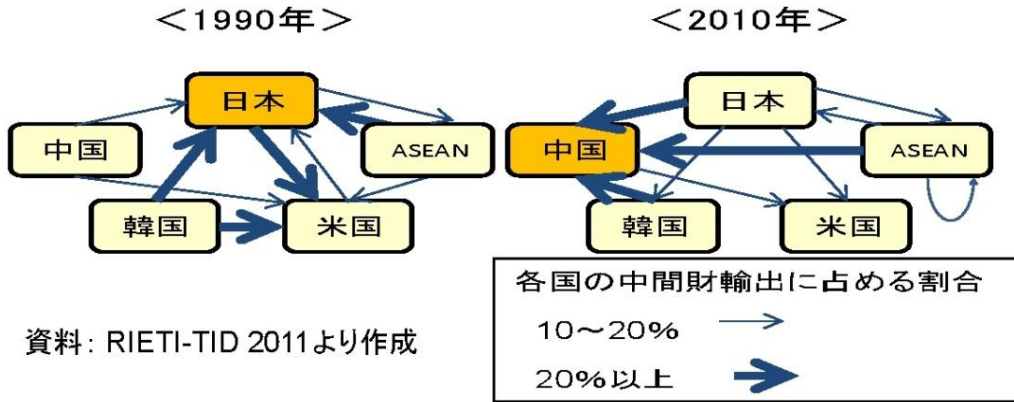 <1990年>
<2010年>
日本
中国
ASEAN
韓国
米国
日本
中国
ASEAN
韓国
米国
各国の中間財輸出に占める割合
10～20%
20%以上
資料: RIETI-TID 2011より作成